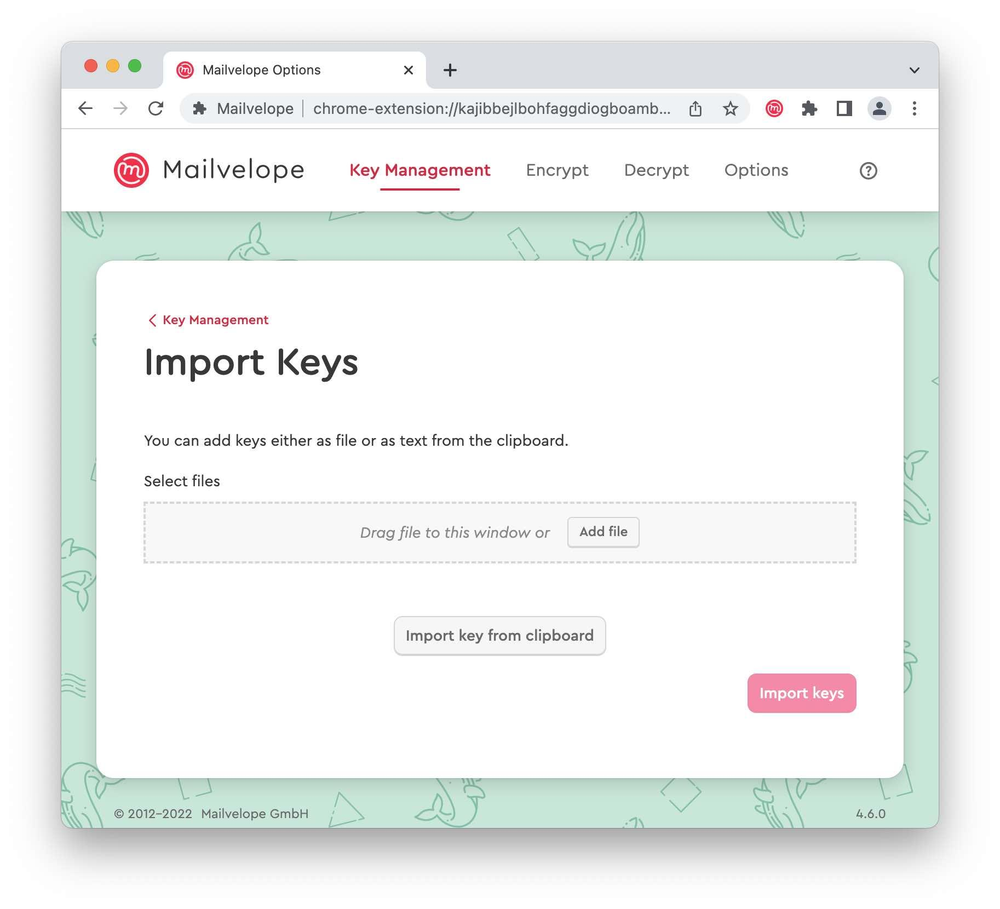 Mailvelope Options
Mailvelope chrome-extension://kajibbejlbohfaggdiogboamb...
Mailvelope Key Management Encrypt Decrypt Options ?
Key Management
Import Keys
You can add keys either as file or as text from the clipboard.
Select files
Drag file to this window or Add file
Import key from clipboard
Import keys
© 2012–2022 Mailvelope GmbH 4.6.0